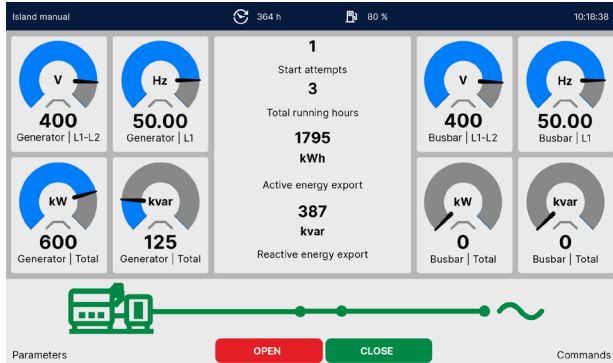 Island manual
364 h
80 %
10:18:38
V
400
Generator | L1-L2
Hz
50.00
Generator | L1
kW
600
Generator | Total
kvar
125
Generator | Total
1
Start attempts
3
Total running hours
1795
kWh
Active energy export
387
kvar
Reactive energy export
V
400
Busbar | L1-L2
Hz
50.00
Busbar | L1
kW
0
Busbar | Total
kvar
0
Busbar | Total
Parameters
OPEN
CLOSE
Commands